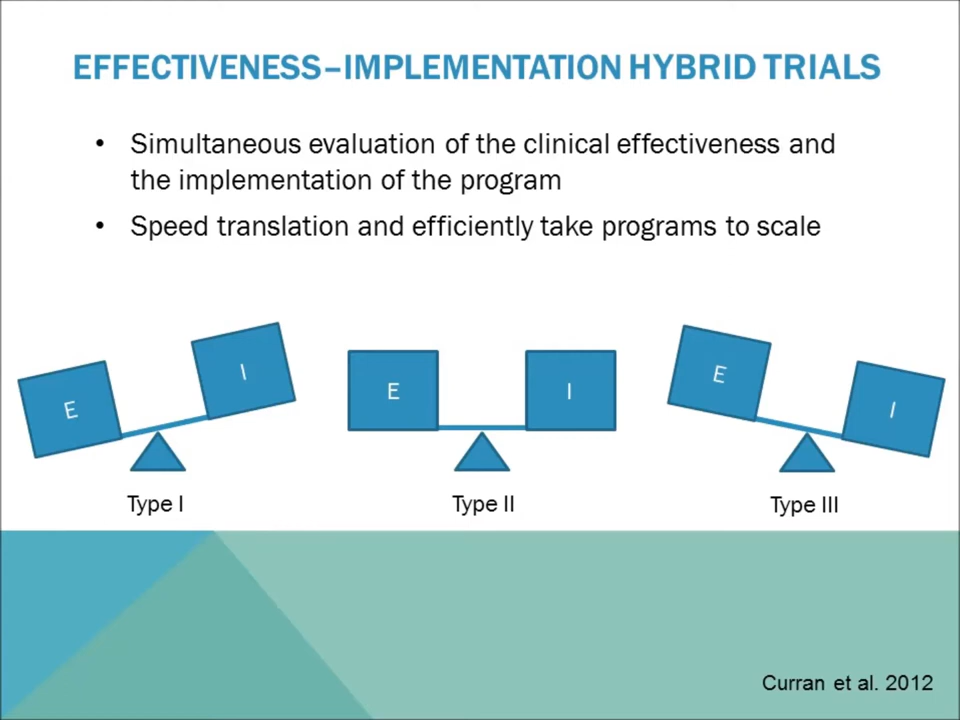 EFFECTIVENESS–IMPLEMENTATION HYBRID TRIALS
• Simultaneous evaluation of the clinical effectiveness and
the implementation of the program
• Speed translation and efficiently take programs to scale
E I
E I
E I
Type I
Type II
Type III
Curran et al. 2012